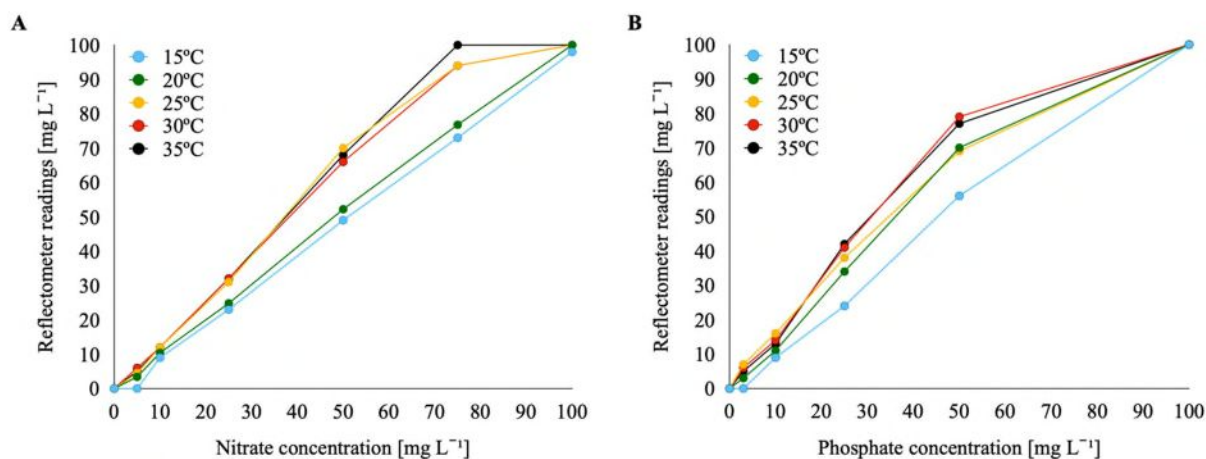 A
B
Reflectometer readings [mg L⁻¹]
100
90
80
70
60
50
40
30
20
10
0
15ºC
20ºC
25ºC
30ºC
35ºC
0 10 20 30 40 50 60 70 80 90 100
Nitrate concentration [mg L⁻¹]
Reflectometer readings [mg L⁻¹]
100
90
80
70
60
50
40
30
20
10
0
15ºC
20ºC
25ºC
30ºC
35ºC
0 10 20 30 40 50 60 70 80 90 100
Phosphate concentration [mg L⁻¹]